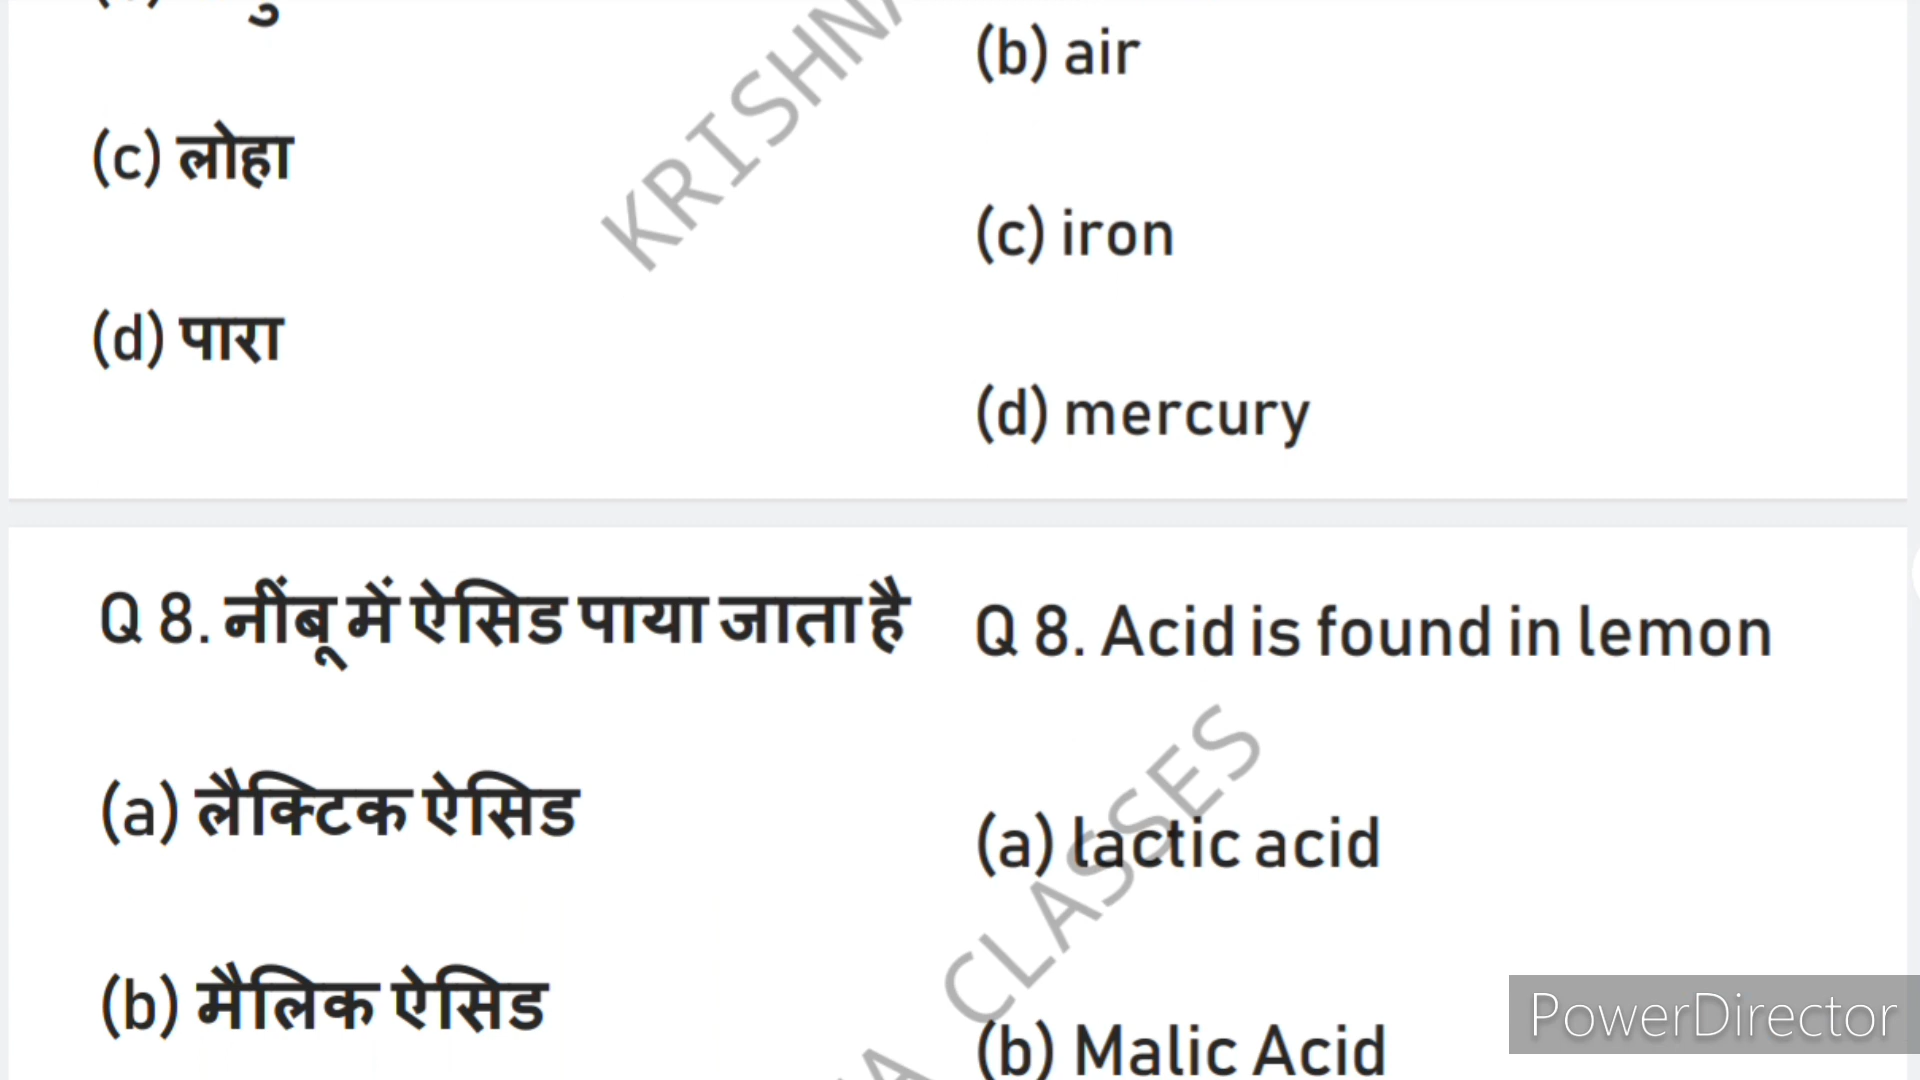 (c) लोहा
(d) पारा
(b) air
(c) iron
(d) mercury
KRISHNA
Q 8. नींबू में ऐसिड पाया जाता है
(a) लैक्टिक ऐसिड
(b) मैलिक ऐसिड
Q 8. Acid is found in lemon
(a) lactic acid
(b) Malic Acid
CLASSES
PowerDirector